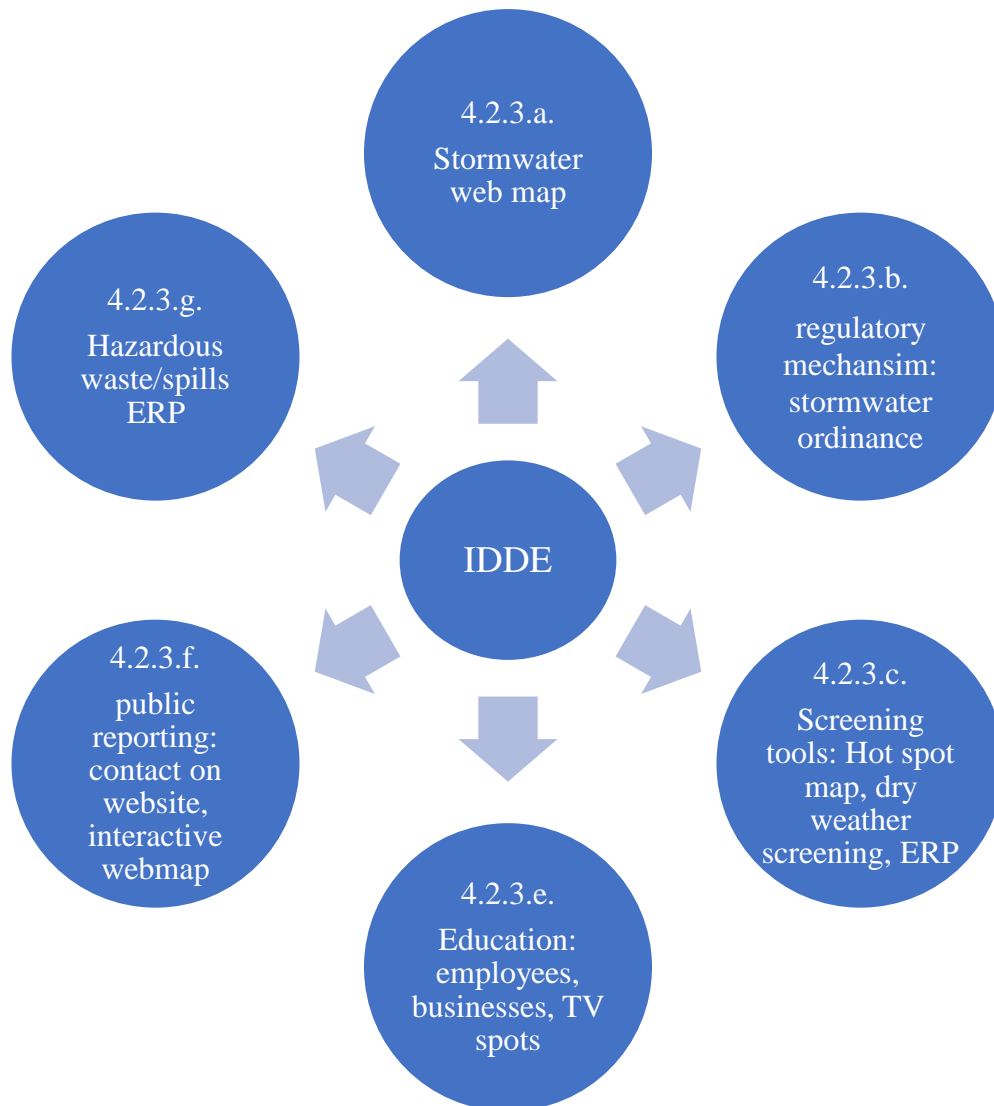 4.2.3.a.
Stormwater
web map
4.2.3.b.
regulatory
mechansim:
stormwater
ordinance
4.2.3.c.
Screening
tools: Hot spot
map, dry
weather
screening, ERP
4.2.3.e.
Education:
employees,
businesses, TV
spots
4.2.3.f.
public
reporting:
contact on
website,
interactive
webmap
4.2.3.g.
Hazardous
waste/spills
ERP
IDDE